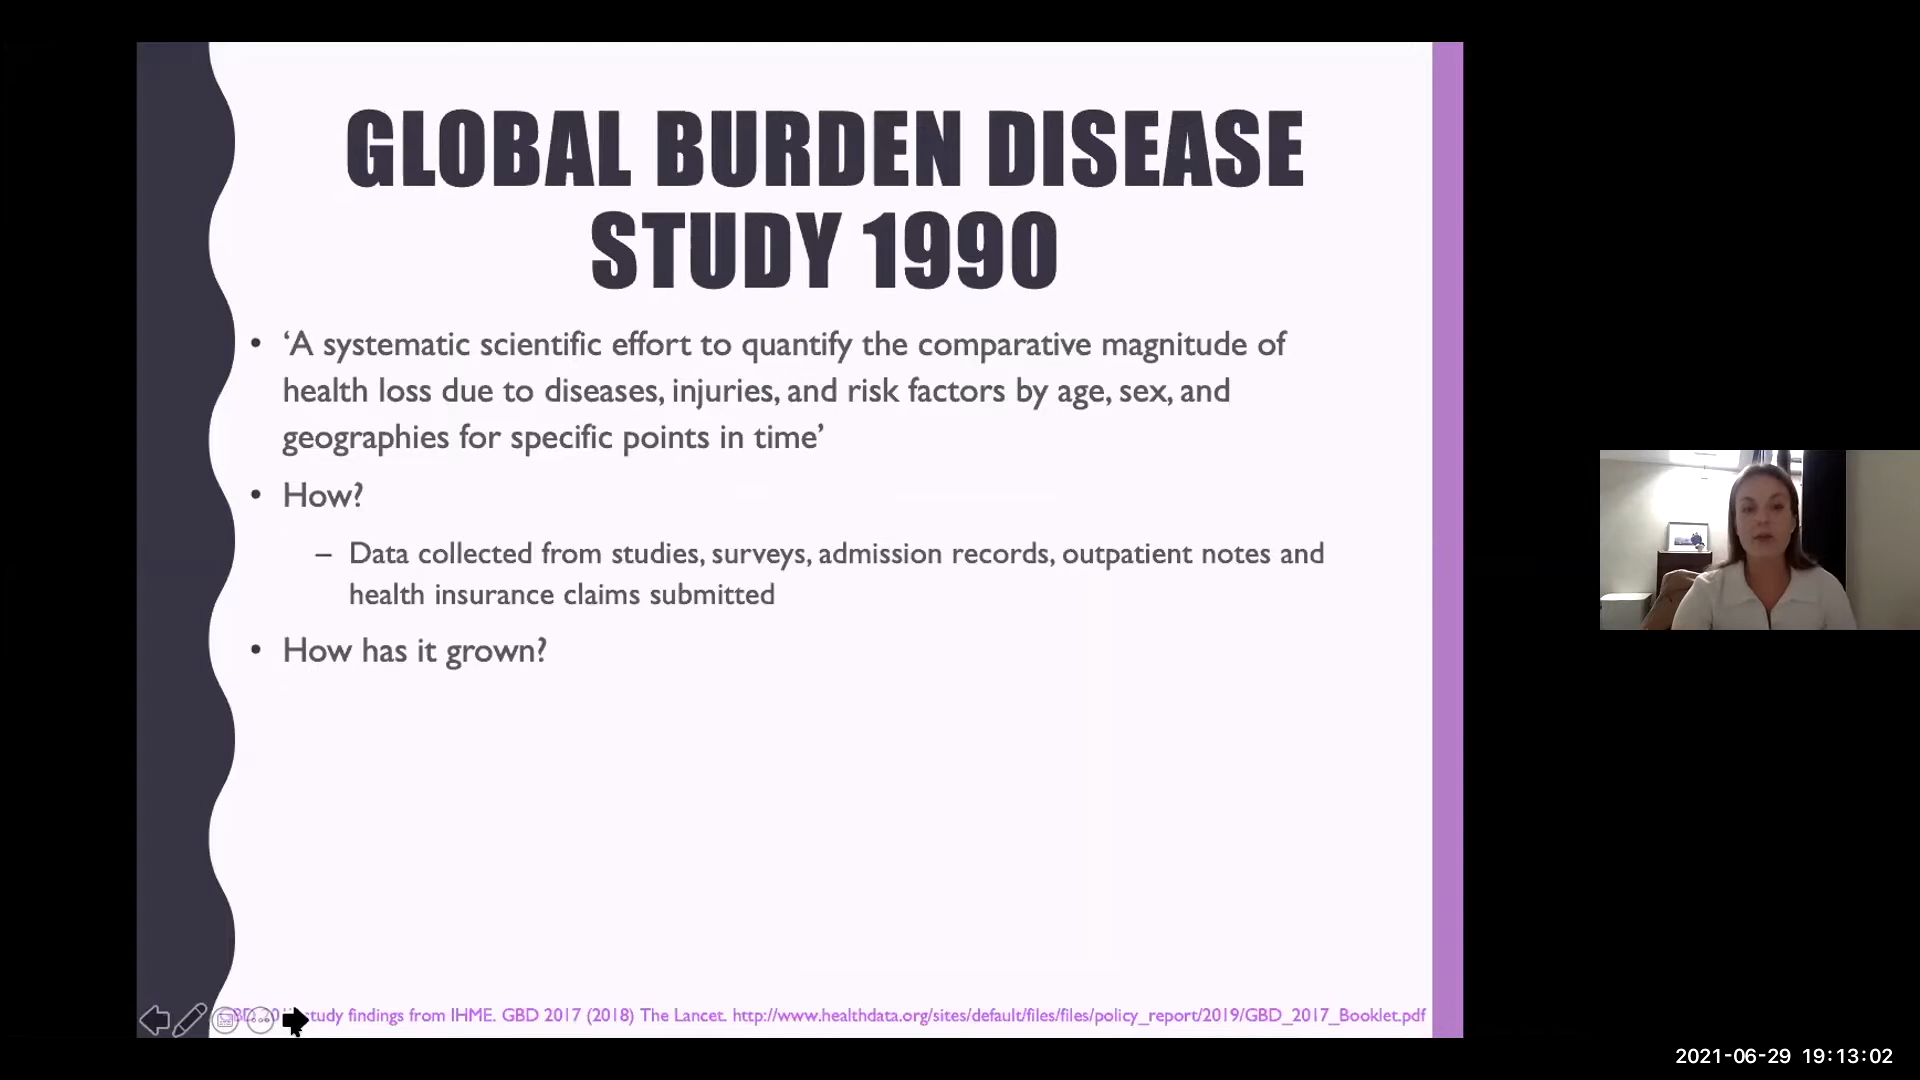 GLOBAL BURDEN DISEASE
STUDY 1990
• ‘A systematic scientific effort to quantify the comparative magnitude of
health loss due to diseases, injuries, and risk factors by age, sex, and
geographies for specific points in time’
• How?
– Data collected from studies, surveys, admission records, outpatient notes and
health insurance claims submitted
• How has it grown?
study findings from IHME. GBD 2017 (2018) The Lancet. http://www.healthdata.org/sites/default/files/files/policy_report/2019/GBD_2017_Booklet.pdf
2021-06-29 19:13:02